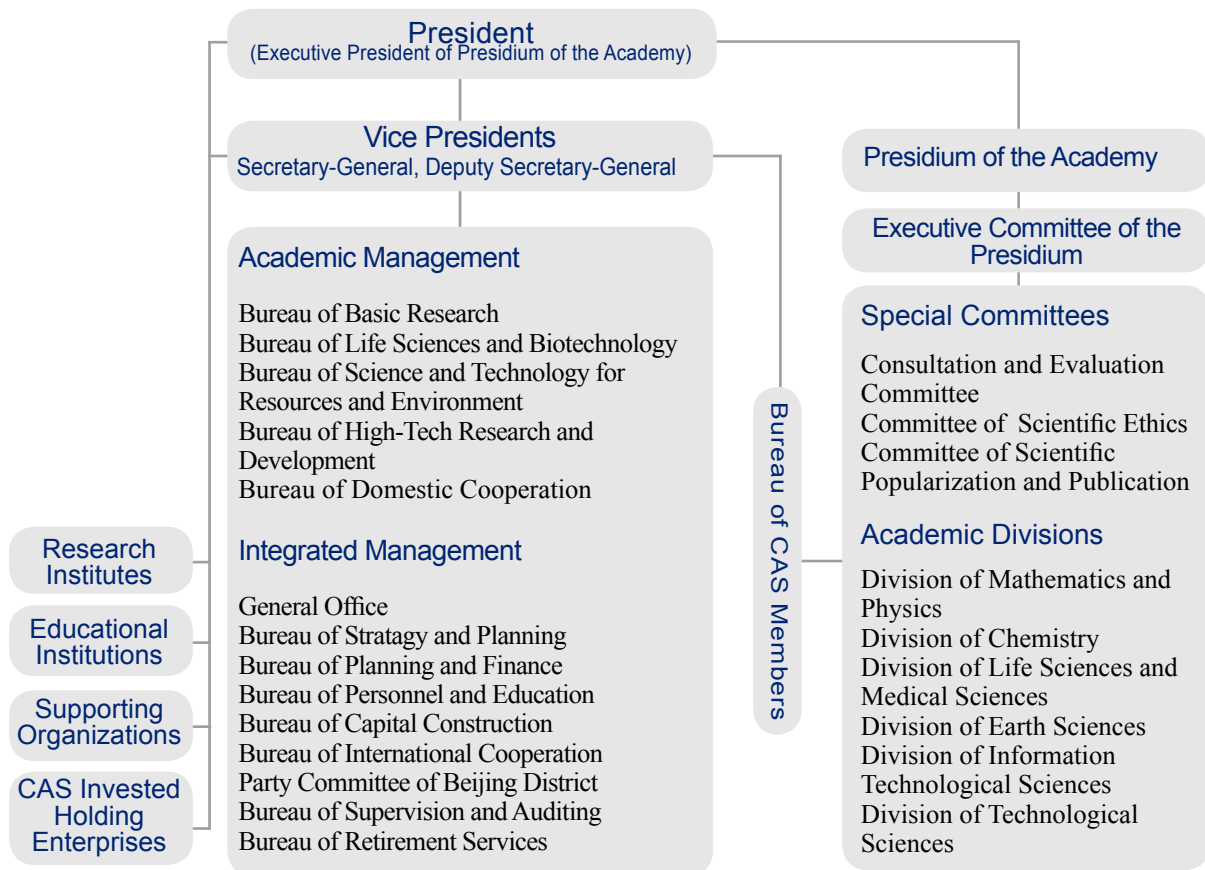 President
(Executive President of Presidium of the Academy)
Vice Presidents
Secretary-General, Deputy Secretary-General
Academic Management
Bureau of Basic Research
Bureau of Life Sciences and Biotechnology
Bureau of Science and Technology for
Resources and Environment
Bureau of High-Tech Research and
Development
Bureau of Domestic Cooperation
Integrated Management
General Office
Bureau of Stratagy and Planning
Bureau of Planning and Finance
Bureau of Personnel and Education
Bureau of Capital Construction
Bureau of International Cooperation
Party Committee of Beijing District
Bureau of Supervision and Auditing
Bureau of Retirement Services
Research
Institutes
Educational
Institutions
Supporting
Organizations
CAS Invested
Holding
Enterprises
Bureau of CAS Members
Presidium of the Academy
Executive Committee of the
Presidium
Special Committees
Consultation and Evaluation
Committee
Committee of Scientific Ethics
Committee of Scientific
Popularization and Publication
Academic Divisions
Division of Mathematics and
Physics
Division of Chemistry
Division of Life Sciences and
Medical Sciences
Division of Earth Sciences
Division of Information
Technological Sciences
Division of Technological
Sciences